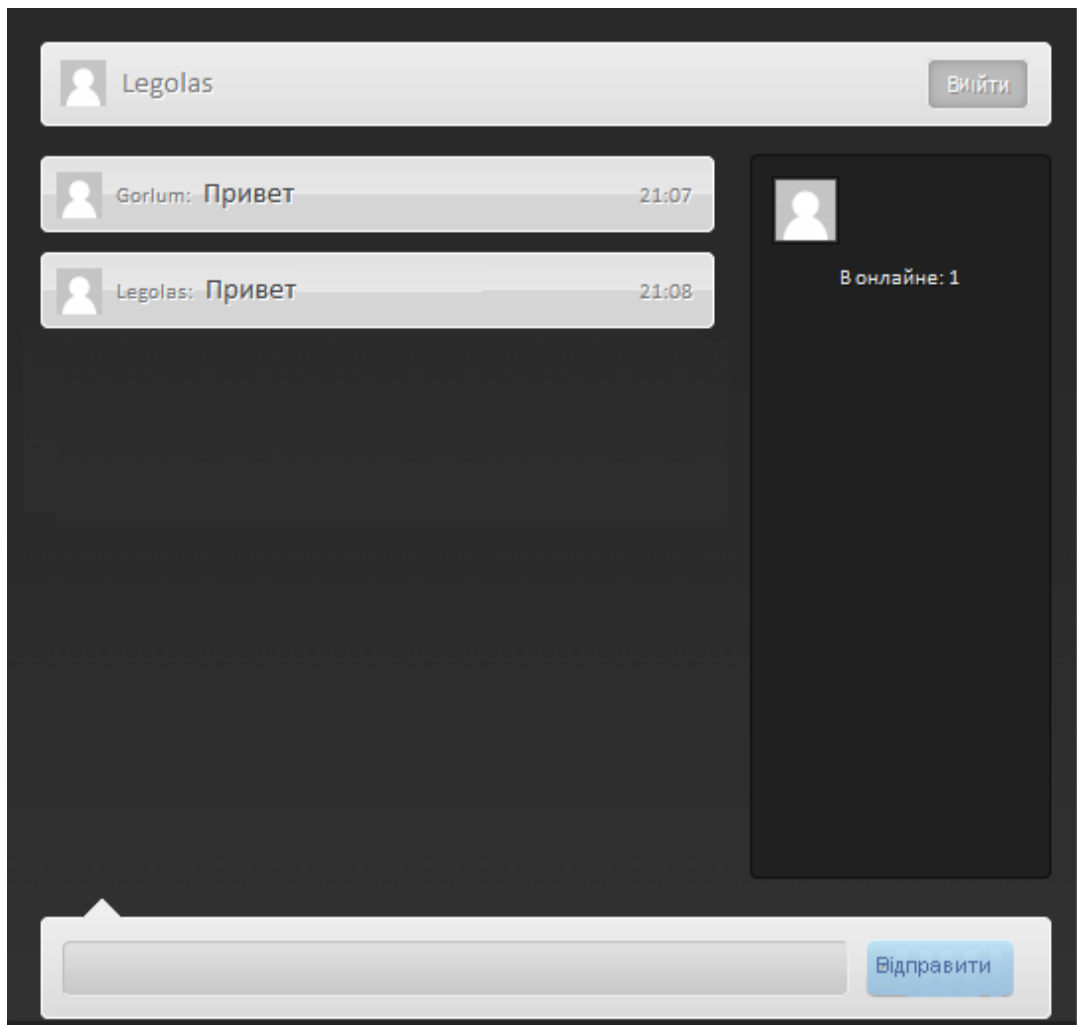 Legolas
Вийти
Gorlum: Привет 21:07
Legolas: Привет 21:08
В онлайне: 1
Відправити